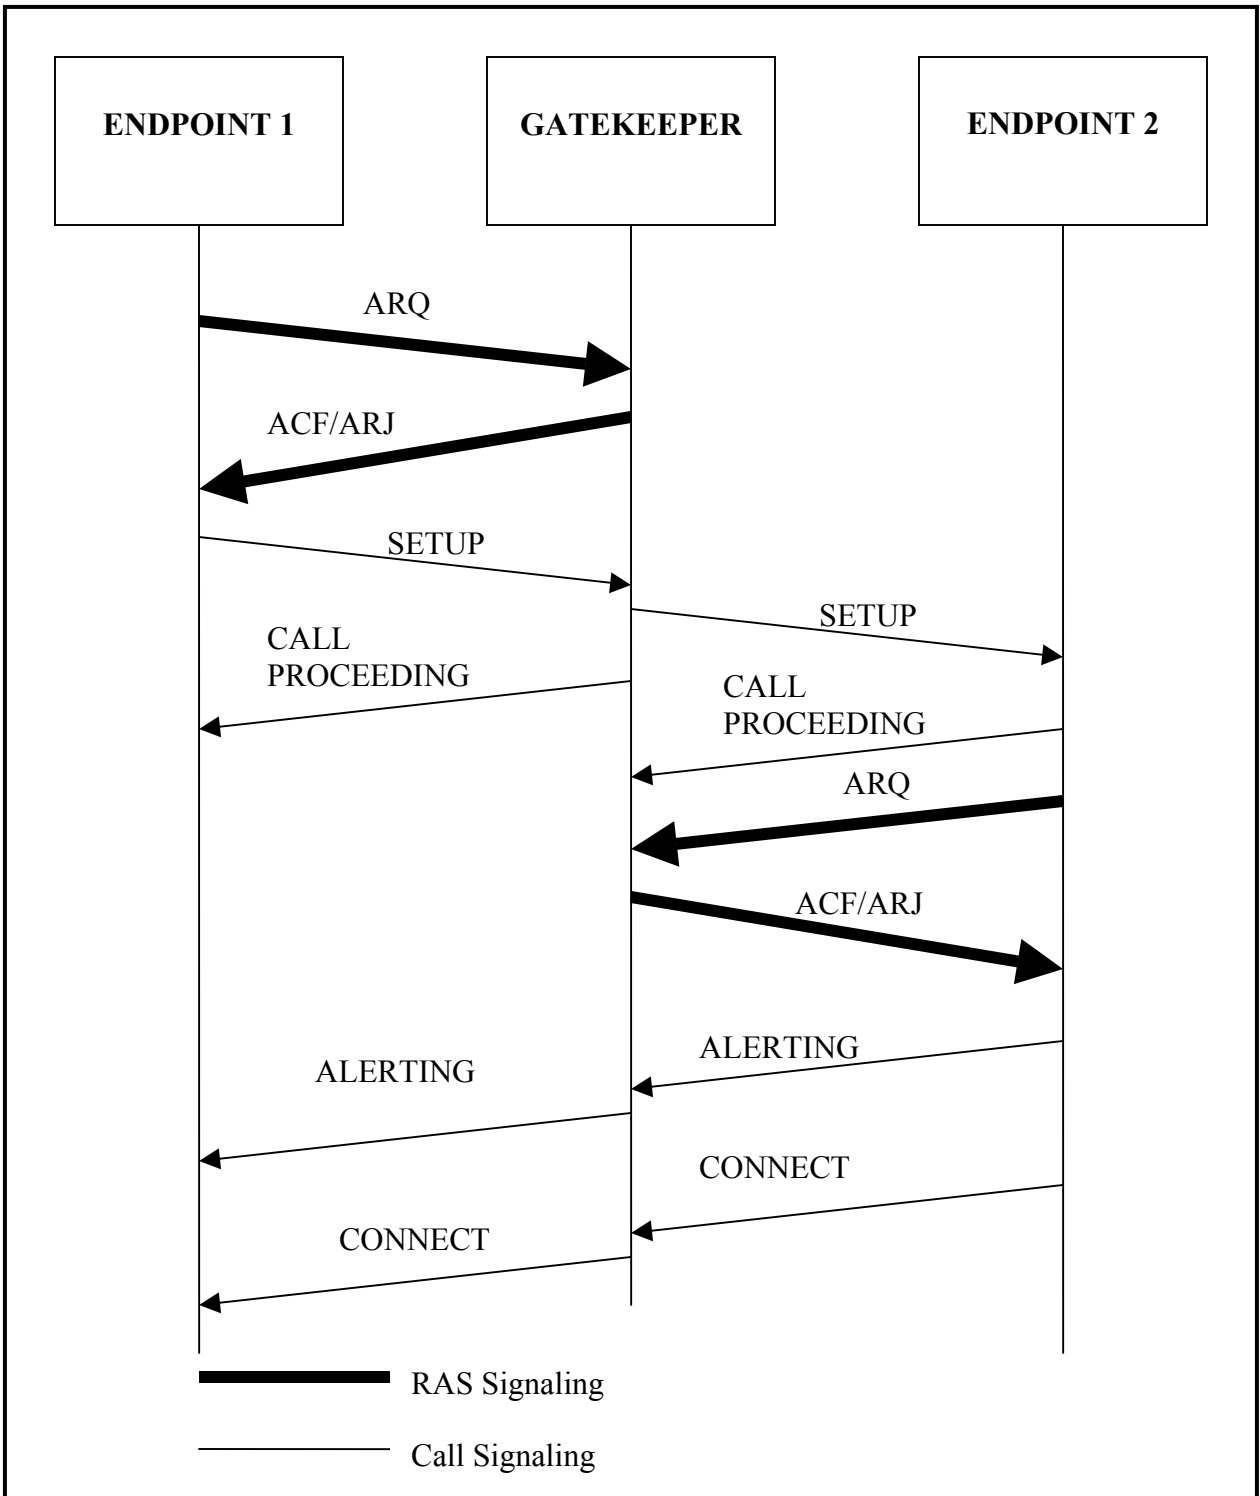 ENDPOINT 1
GATEKEEPER
ENDPOINT 2
ARQ
ACF/ARJ
SETUP
SETUP
CALL
PROCEEDING
CALL
PROCEEDING
ARQ
ACF/ARJ
ALERTING
ALERTING
CONNECT
CONNECT
RAS Signaling
Call Signaling